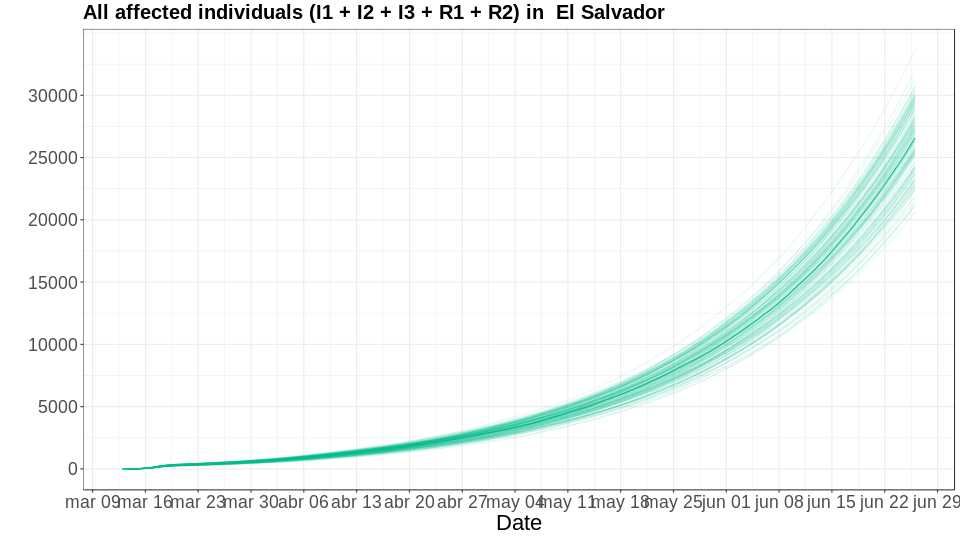 All affected individuals (I1 + I2 + I3 + R1 + R2) in  El Salvador
30000
25000
20000
15000
10000
5000
0
mar 09 mar 16 mar 23 mar 30 abr 06 abr 13 abr 20 abr 27 may 04 may 11 may 18 may 25 jun 01 jun 08 jun 15 jun 22 jun 29
Date